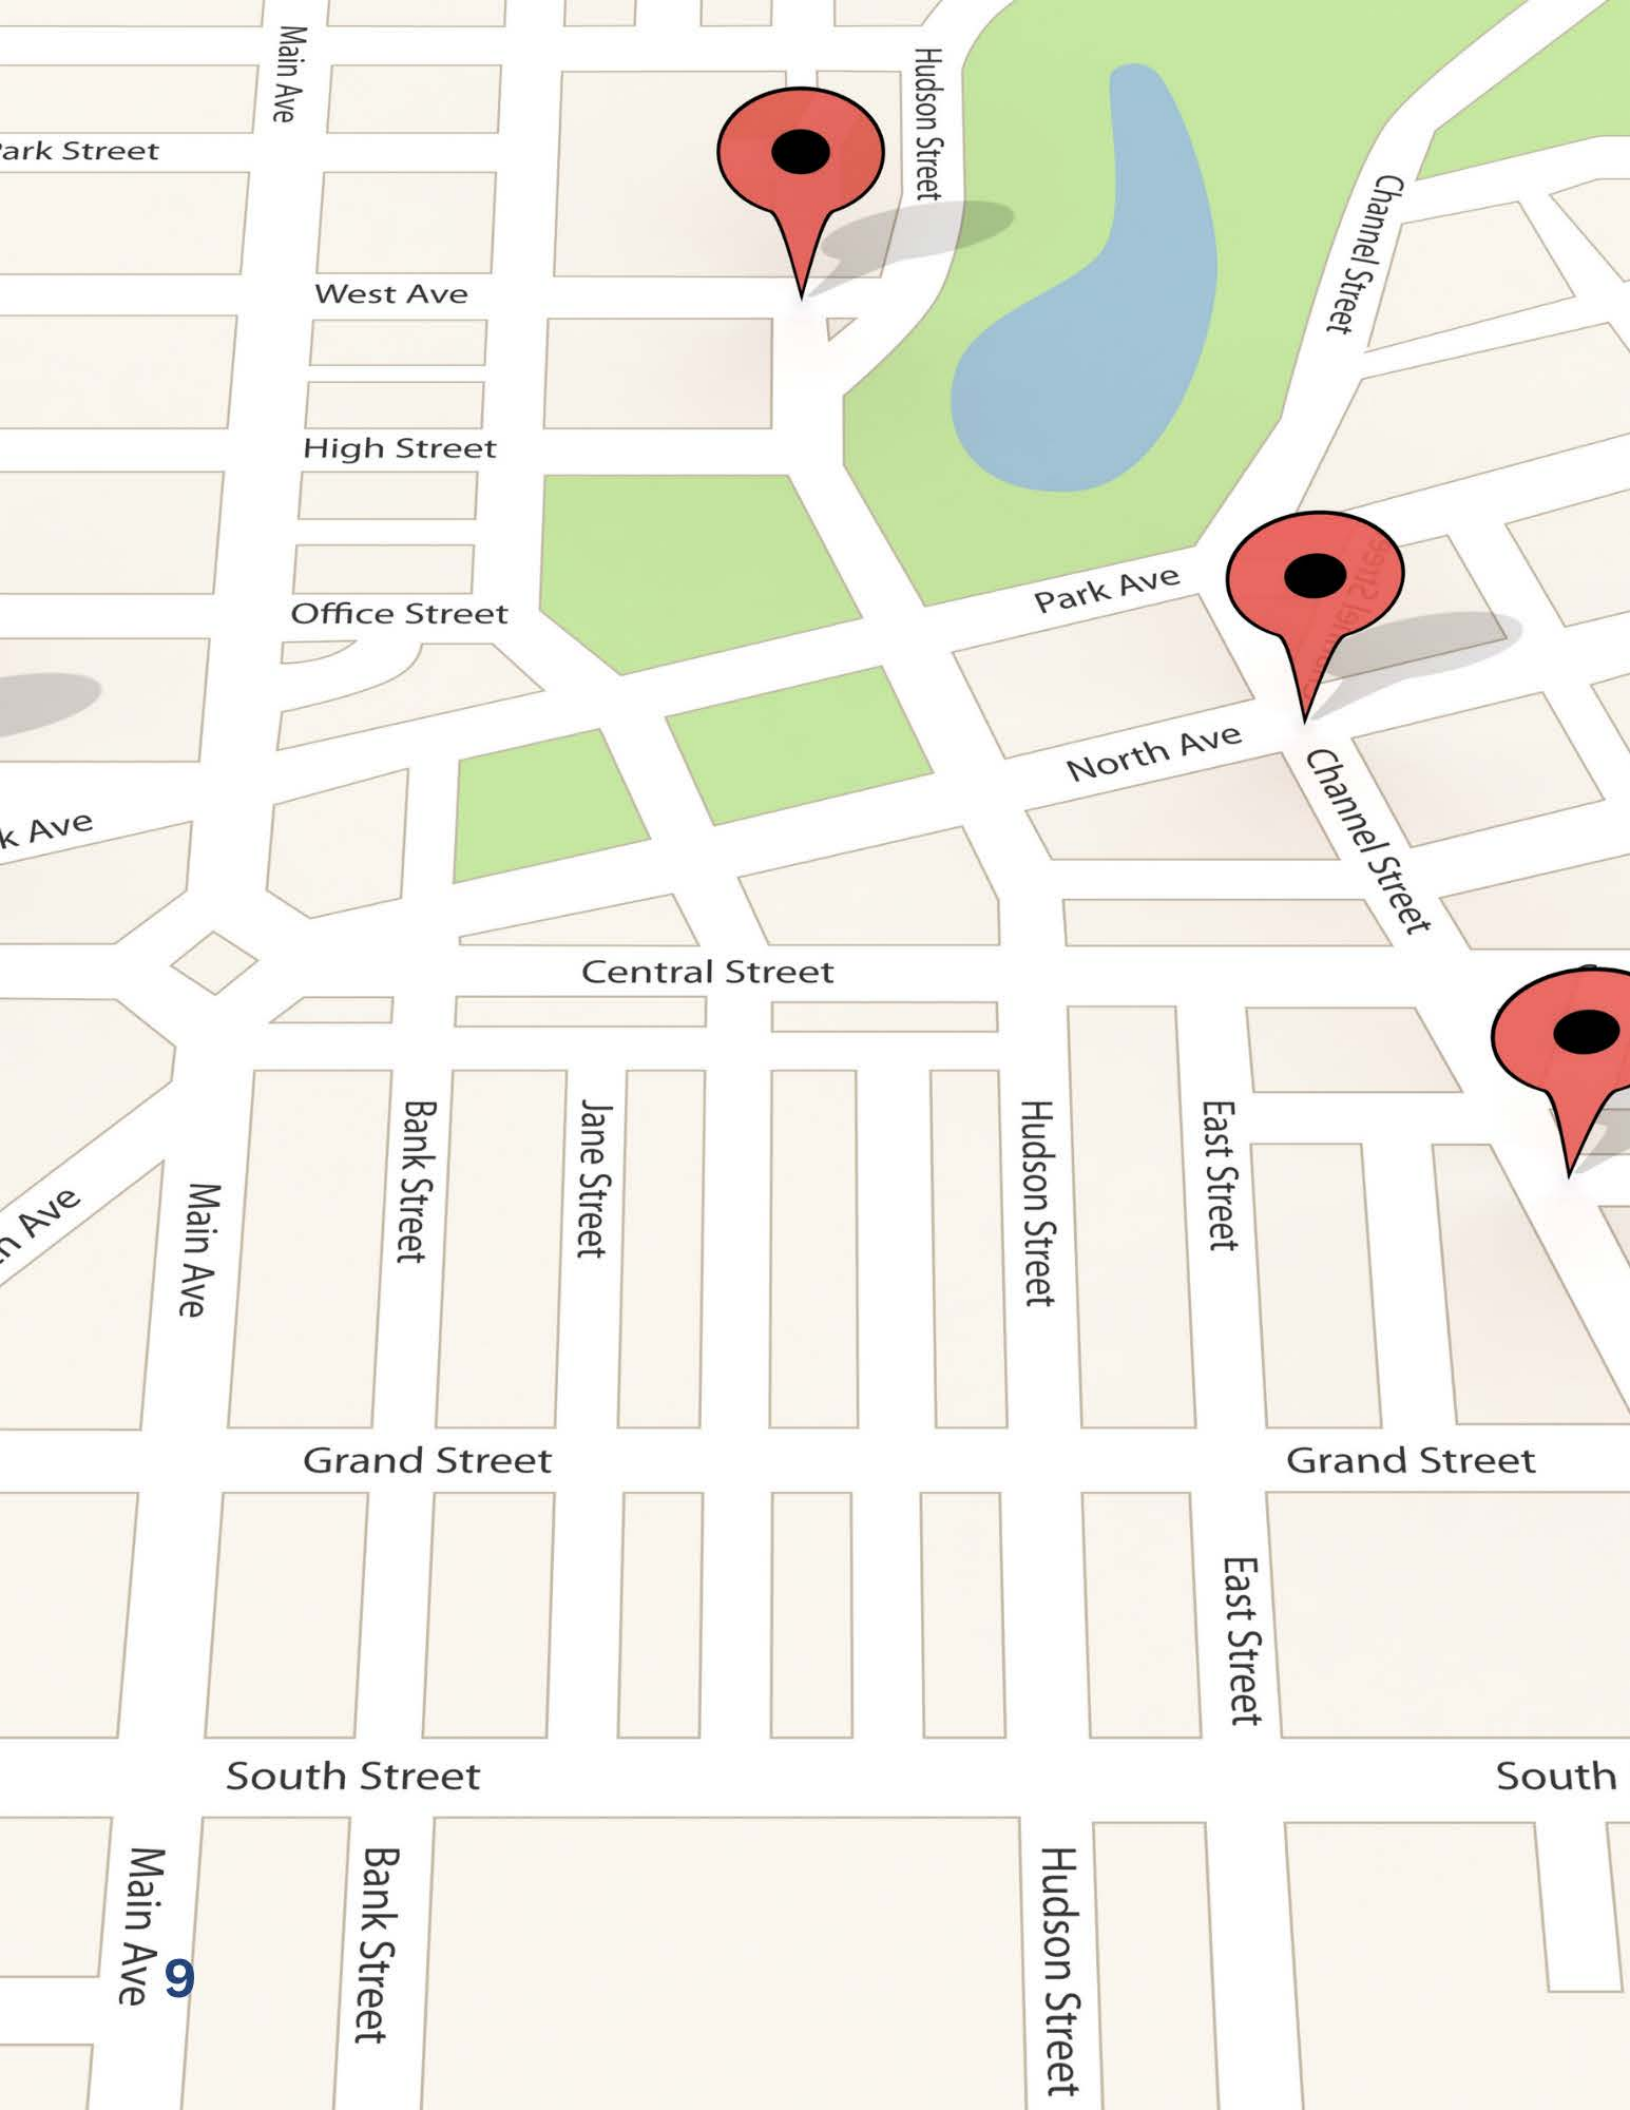 Main Ave
Hudson Street
Park Street
Channel Street
West Ave
High Street
Park Ave
Office Street
North Ave
Channel Street
Ave
Central Street
Bank Street
Jane Street
Hudson Street
East Street
Main Ave
Ave
Grand Street
Grand Street
East Street
South Street
South
Main Ave
Bank Street
Hudson Street
9